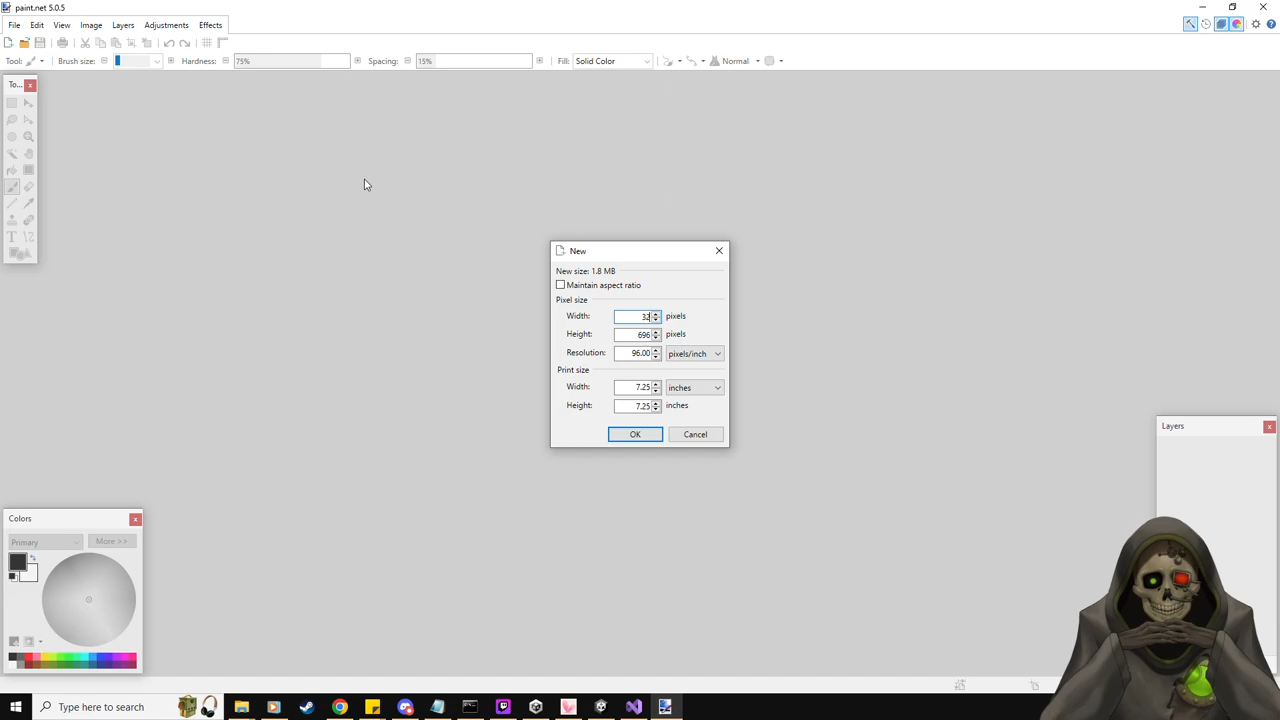 paint.net 5.0.5
File Edit View Image Layers Adjustments Effects
Tool: Brush size: Hardness: 75% Spacing: 15% Fill: Solid Color Normal
To...
New
New size: 1.8 MB
Maintain aspect ratio
Pixel size
Width: 32 pixels
Height: 696 pixels
Resolution: 96.00 pixels/inch
Print size
Width: 7.25 inches
Height: 7.25 inches
OK Cancel
Layers
Colors
Primary More >>
Type here to search